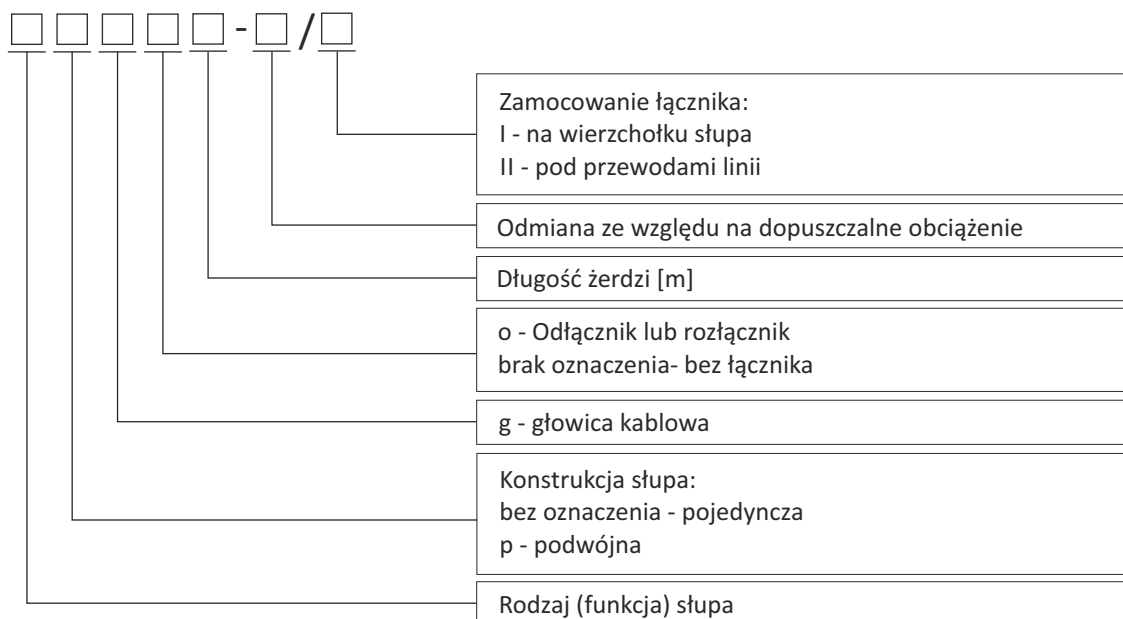 □□□□□-□/□
Zamocowanie łącznika:
I - na wierzchołku słupa
II - pod przewodami linii
Odmiana ze względu na dopuszczalne obciążenie
Długość żerdzi [m]
o - Odłącznik lub rozłącznik
brak oznaczenia- bez łącznika
g - głowica kablowa
Konstrukcja słupa:
bez oznaczenia - pojedyncza
p - podwójna
Rodzaj (funkcja) słupa